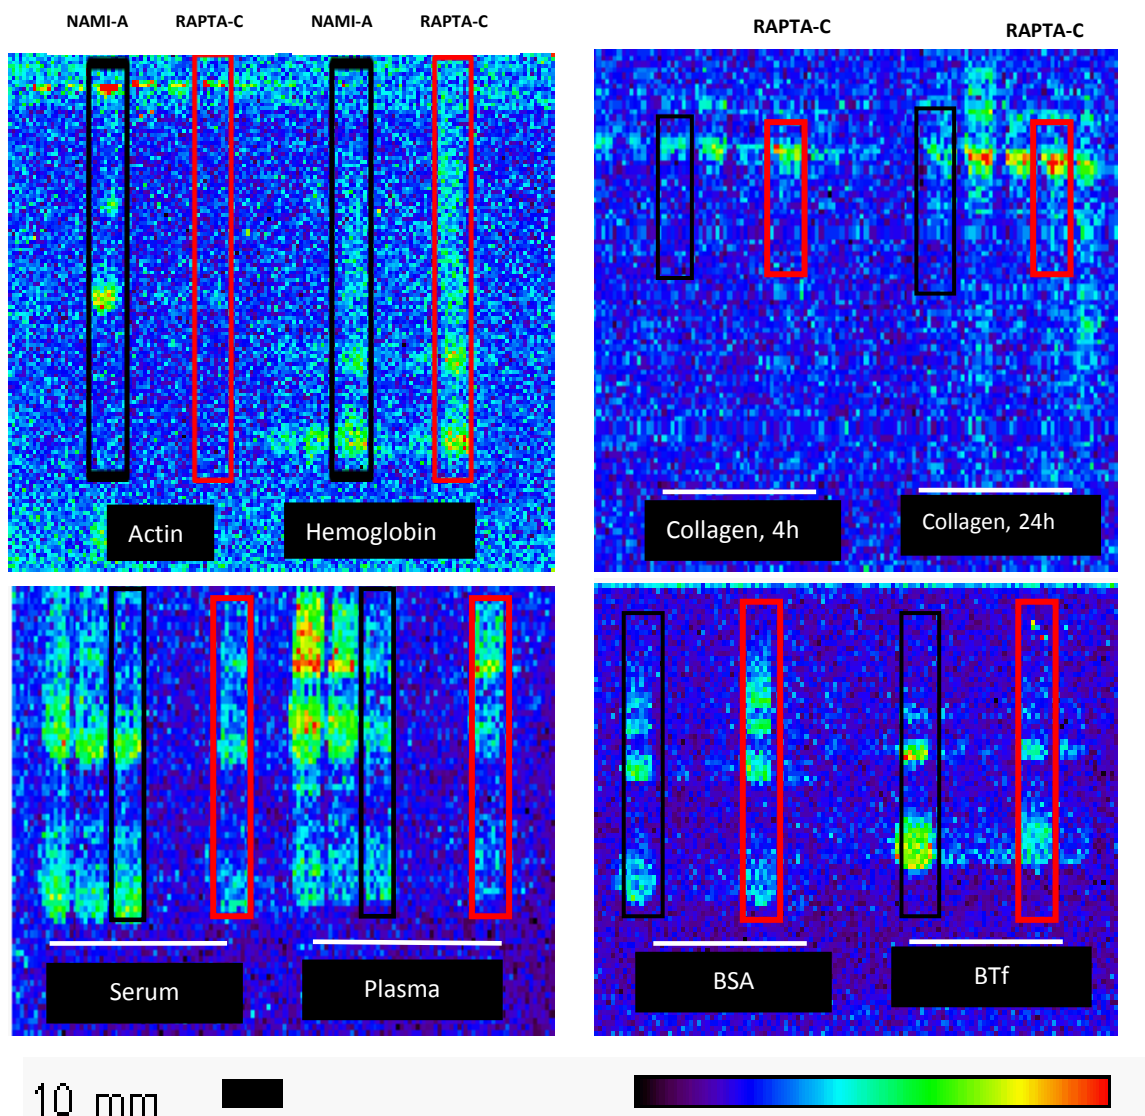 NAMI-A RAPTA-C NAMI-A RAPTA-C
RAPTA-C RAPTA-C
Actin Hemoglobin
Collagen, 4h Collagen, 24h
Serum Plasma
BSA BTf
10 mm